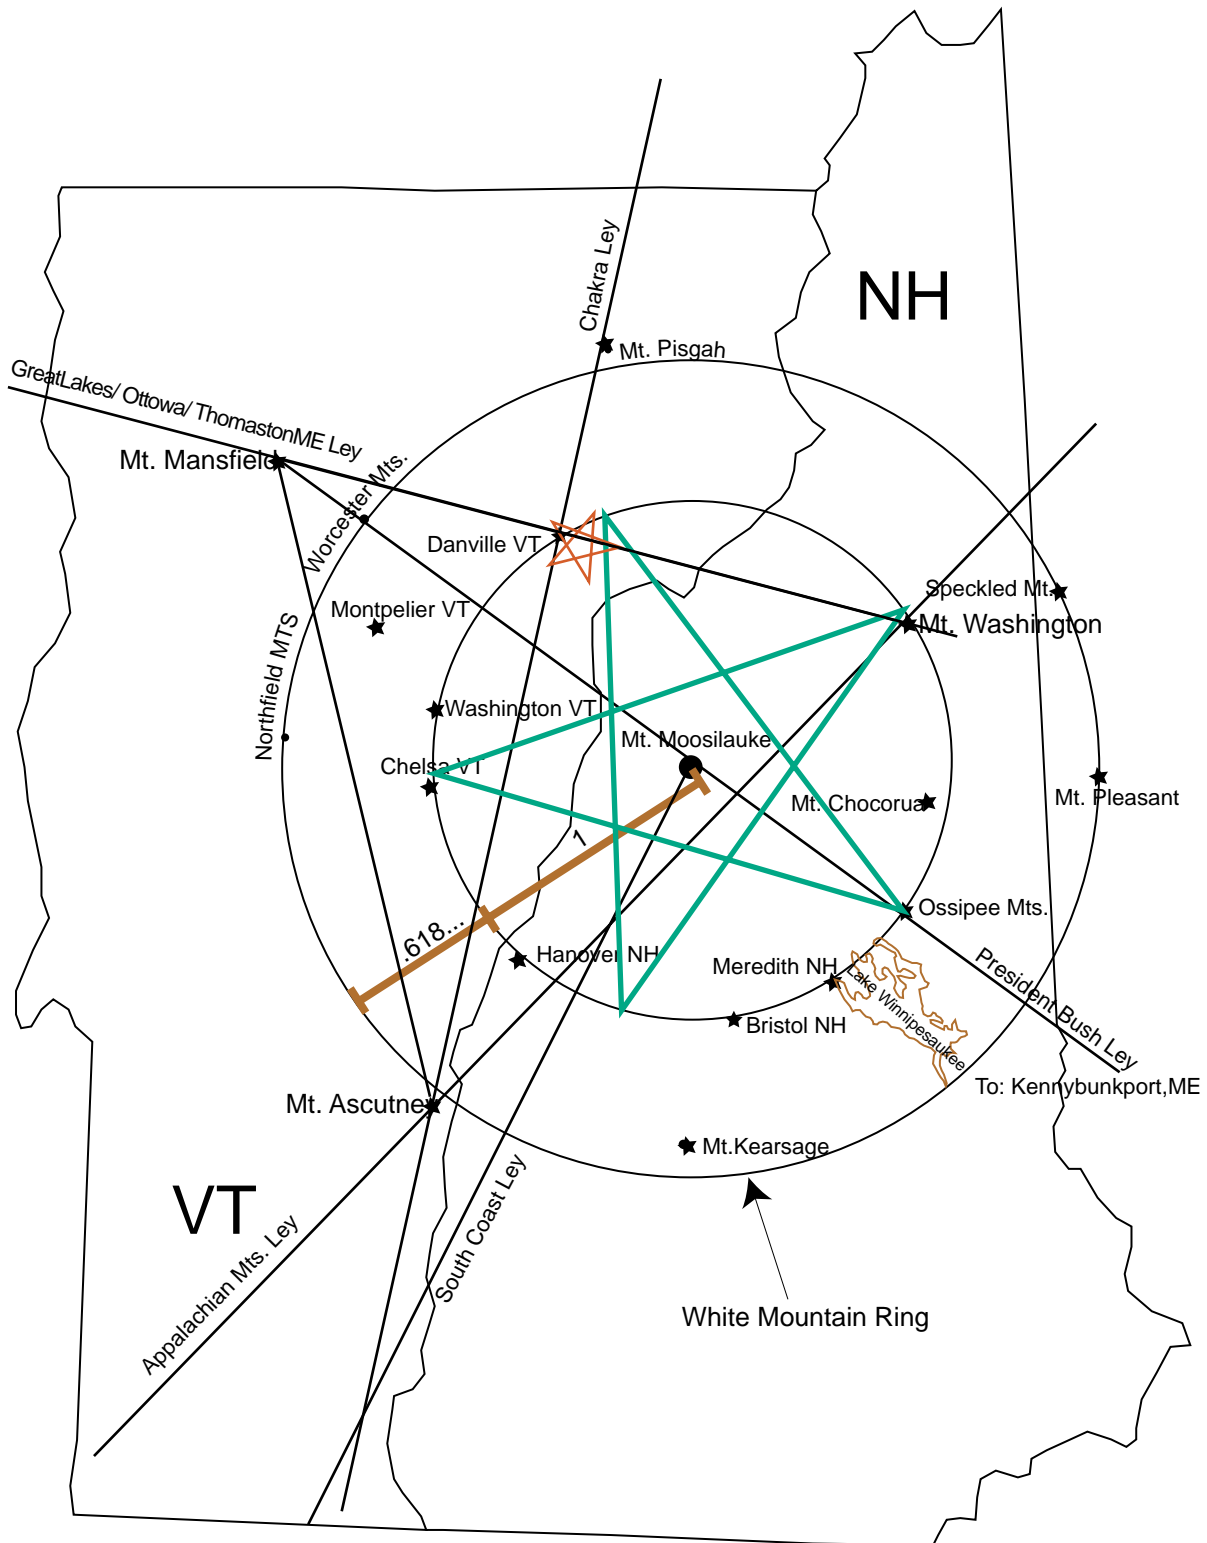 NH
Chakra Ley
Mt. Pisgah
GreatLakes/ Ottowa/ ThomastonME Ley
Mt. Mansfield
Worcester Mts.
Danville VT
Speckled Mt.
Mt. Washington
Montpelier VT
Northfield MTS
Washington VT
Mt. Moosilauke
Chelsa VT
Mt. Chocorua
Mt. Pleasant
1
.618...
Ossipee Mts.
Hanover NH
Meredith NH
Lake Winnipesaukee
President Bush Ley
Bristol NH
To: Kennybunkport,ME
Mt. Ascutney
Mt.Kearsage
VT
South Coast Ley
Appalachian Mts. Ley
White Mountain Ring